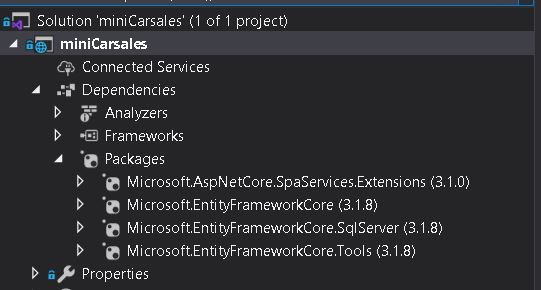 Solution 'miniCarsales' (1 of 1 project)
miniCarsales
Connected Services
Dependencies
Analyzers
Frameworks
Packages
Microsoft.AspNetCore.SpaServices.Extensions (3.1.0)
Microsoft.EntityFrameworkCore (3.1.8)
Microsoft.EntityFrameworkCore.SqlServer (3.1.8)
Microsoft.EntityFrameworkCore.Tools (3.1.8)
Properties